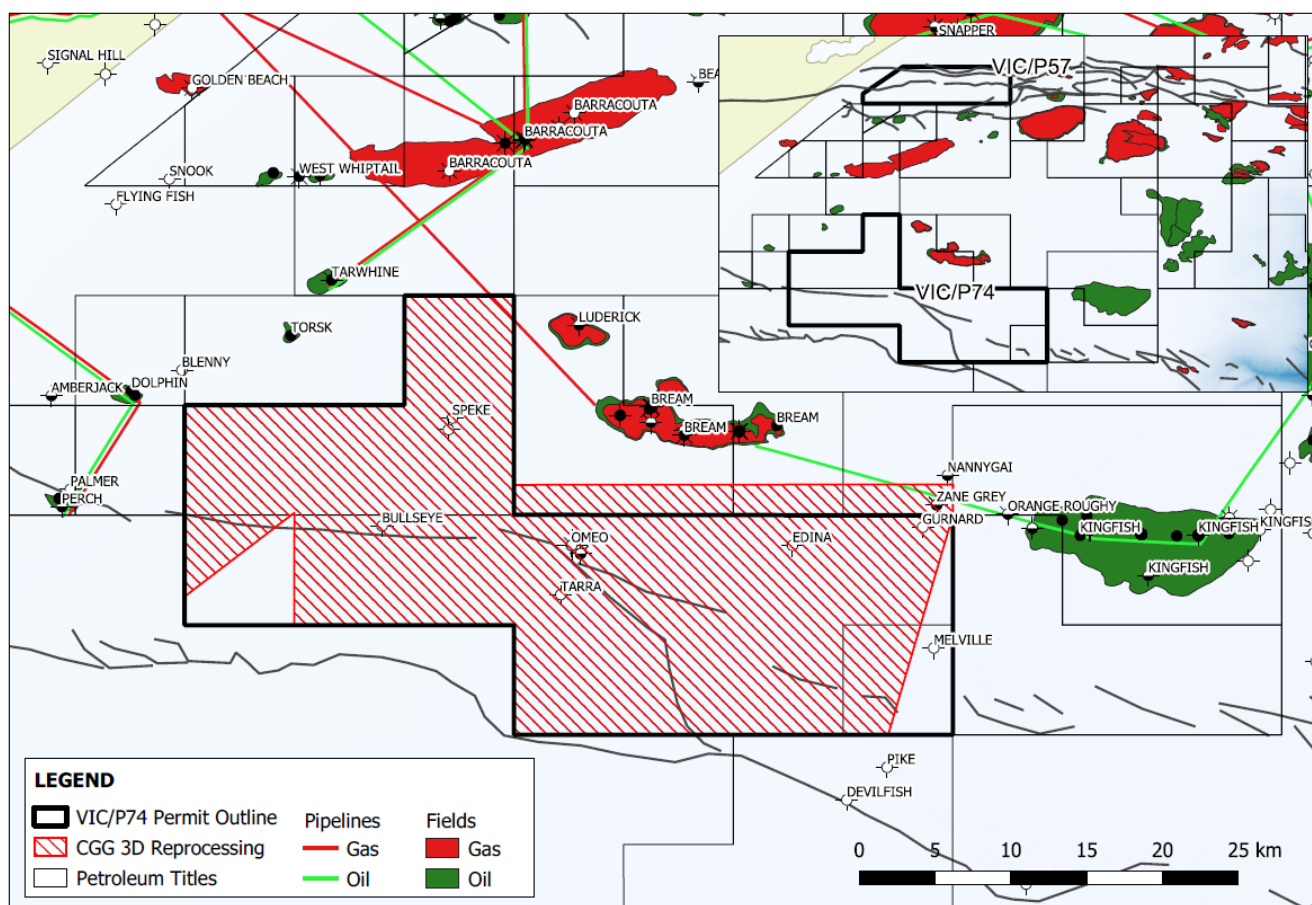 SIGNAL HILL
GOLDEN BEACH
SNAPPER
BEA
BARRACOUTA
BARRACOUTA
BARRACOUTA
SNOOK
WEST WHIPTAIL
FLYING FISH
VIC/P57
VIC/P74
TARWHINE
TORSK
LUDERICK
BLENNY
DOLPHIN
AMBERJACK
SPEKE
BREAM
BREAM
BREAM
NANNYGAI
PALMER
PERCH
ZANE GREY
ORANGE ROUGHY
BULLSEYE
GURNARD
KINGFISH
KINGFISH
KINGFISH
OMEO
EDINA
KINGFISH
TARRA
MELVILLE
PIKE
DEVILFISH
LEGEND
VIC/P74 Permit Outline
CGG 3D Reprocessing
Petroleum Titles
Pipelines
Gas
Oil
Fields
Gas
Oil
0 5 10 15 20 25 km